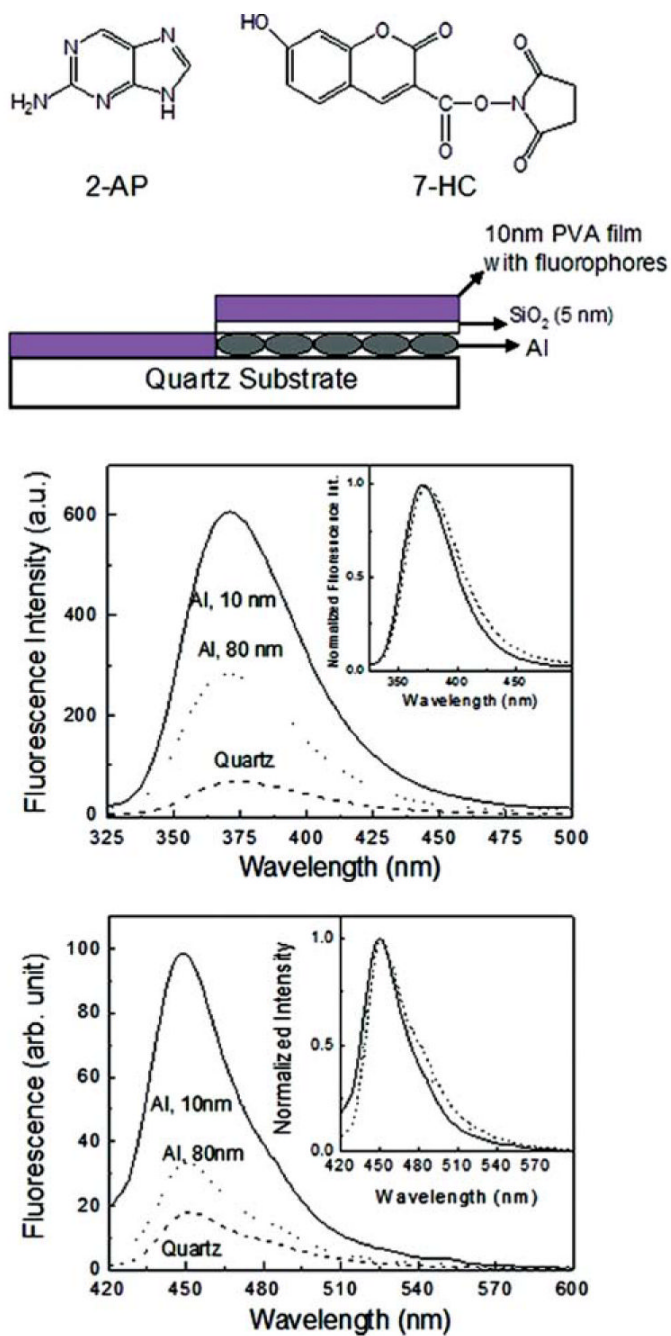 HO
O
O
N
N
H₂N
N
N
H
C
O
N
O
O
O
2-AP
7-HC
10nm PVA film
with fluorophores
SiO₂ (5 nm)
Al
Quartz Substrate
Fluorescence Intensity (a.u.)
600
300
200
0
325 350 375 400 425 450 475 500
Wavelength (nm)
Al, 10 nm
Al, 80 nm
Quartz
Normalized Fluorescence Int.
1.0
0.5
0.0
350 400 450
Wavelength (nm)
Fluorescence (arb. unit)
100
80
60
40
20
0
420 450 480 510 540 570 600
Wavelength (nm)
Al, 10nm
Al, 80nm
Quartz
Normalized Intensity
1.0
0.5
0.0
420 450 480 510 540 570
Wavelength (nm)